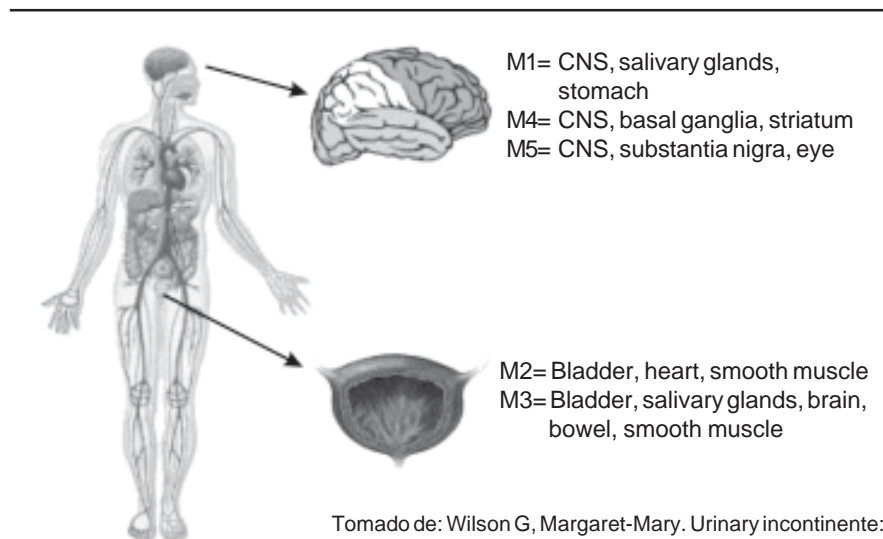 M1= CNS, salivary glands,
stomach
M4= CNS, basal ganglia, striatum
M5= CNS, substantia nigra, eye
M2= Bladder, heart, smooth muscle
M3= Bladder, salivary glands, brain,
bowel, smooth muscle
Tomado de: Wilson G, Margaret-Mary. Urinary incontinente: